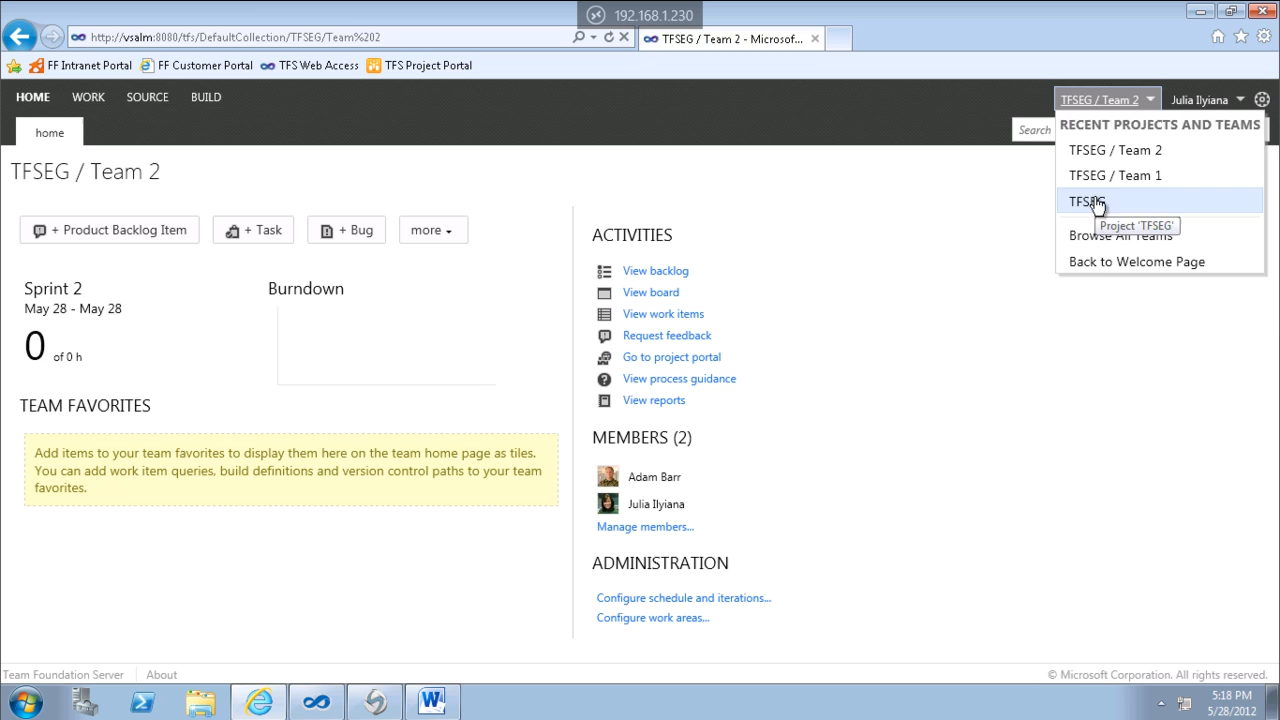 192.168.1.230
http://vsalm:8080/tfs/DefaultCollection/TFSEG/Team%202
TFSEG / Team 2 - Microsof...
FF Intranet Portal
FF Customer Portal
TFS Web Access
TFS Project Portal
HOME
WORK
SOURCE
BUILD
TFSEG / Team 2
Julia Ilyiana
home
Search
RECENT PROJECTS AND TEAMS
TFSEG / Team 2
TFSEG / Team 1
TFSEG
Project 'TFSEG'
Browse All Teams
Back to Welcome Page
TFSEG / Team 2
+ Product Backlog Item
+ Task
+ Bug
more
Sprint 2
May 28 - May 28
0 of 0 h
Burndown
TEAM FAVORITES
Add items to your team favorites to display them here on the team home page as tiles.
You can add work item queries, build definitions and version control paths to your team
favorites.
ACTIVITIES
View backlog
View board
View work items
Request feedback
Go to project portal
View process guidance
View reports
MEMBERS (2)
Adam Barr
Julia Ilyiana
Manage members...
ADMINISTRATION
Configure schedule and iterations...
Configure work areas...
Team Foundation Server
About
© Microsoft Corporation. All rights reserved.
5:18 PM
5/28/2012